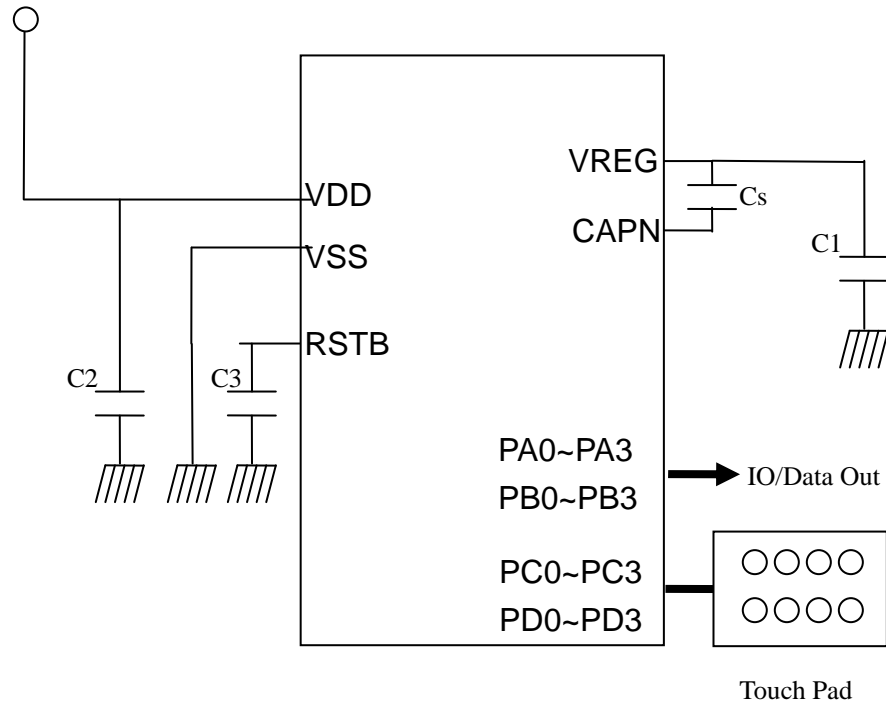 VREG
Cs
VDD
CAPN
VSS
C1
RSTB
C2
C3
PA0~PA3
IO/Data Out
PB0~PB3
PC0~PC3
PD0~PD3
Touch Pad